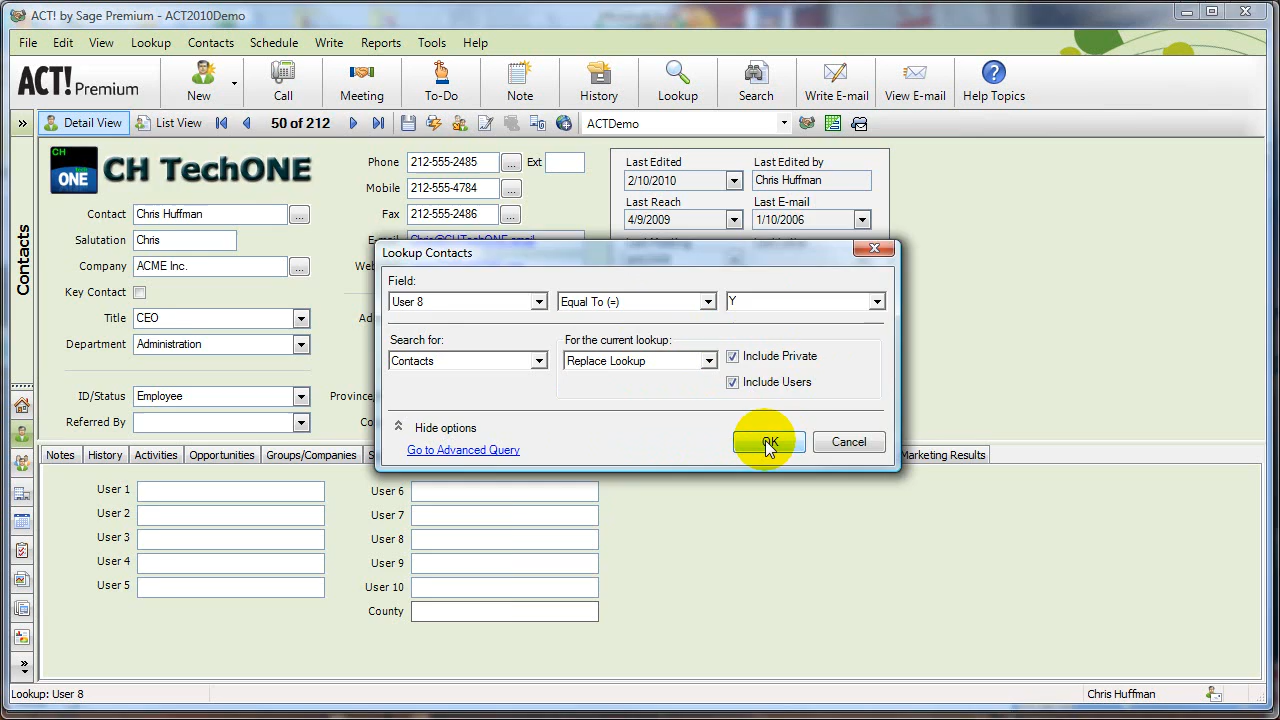 ACT! by Sage Premium - ACT2010Demo
File Edit View Lookup Contacts Schedule Write Reports Tools Help
ACT! Premium New Call Meeting To-Do Note History Lookup Search Write E-mail View E-mail Help Topics
Detail View List View 50 of 212 ACTDemo
Contacts
CH
ONE
CH TechONE
Phone 212-555-2485 ... Ext
Mobile 212-555-4784 ...
Fax 212-555-2486 ...
Chris@CHTechONE.email
Last Edited Last Edited by
2/10/2010 Chris Huffman
Last Reach Last E-mail
4/9/2009 1/10/2006
Contact Chris Huffman ...
Salutation Chris
Company ACME Inc. ...
Key Contact
Title CEO
Department Administration
ID/Status Employee
Referred By
Lookup Contacts
Field:
User 8 Equal To (=) Y
Search for: For the current lookup:
Contacts Replace Lookup Include Private
Include Users
Hide options
Go to Advanced Query
OK Cancel
Notes History Activities Opportunities Groups/Companies Marketing Results
User 1 User 6
User 2 User 7
User 3 User 8
User 4 User 9
User 5 User 10
County
Lookup: User 8 Chris Huffman